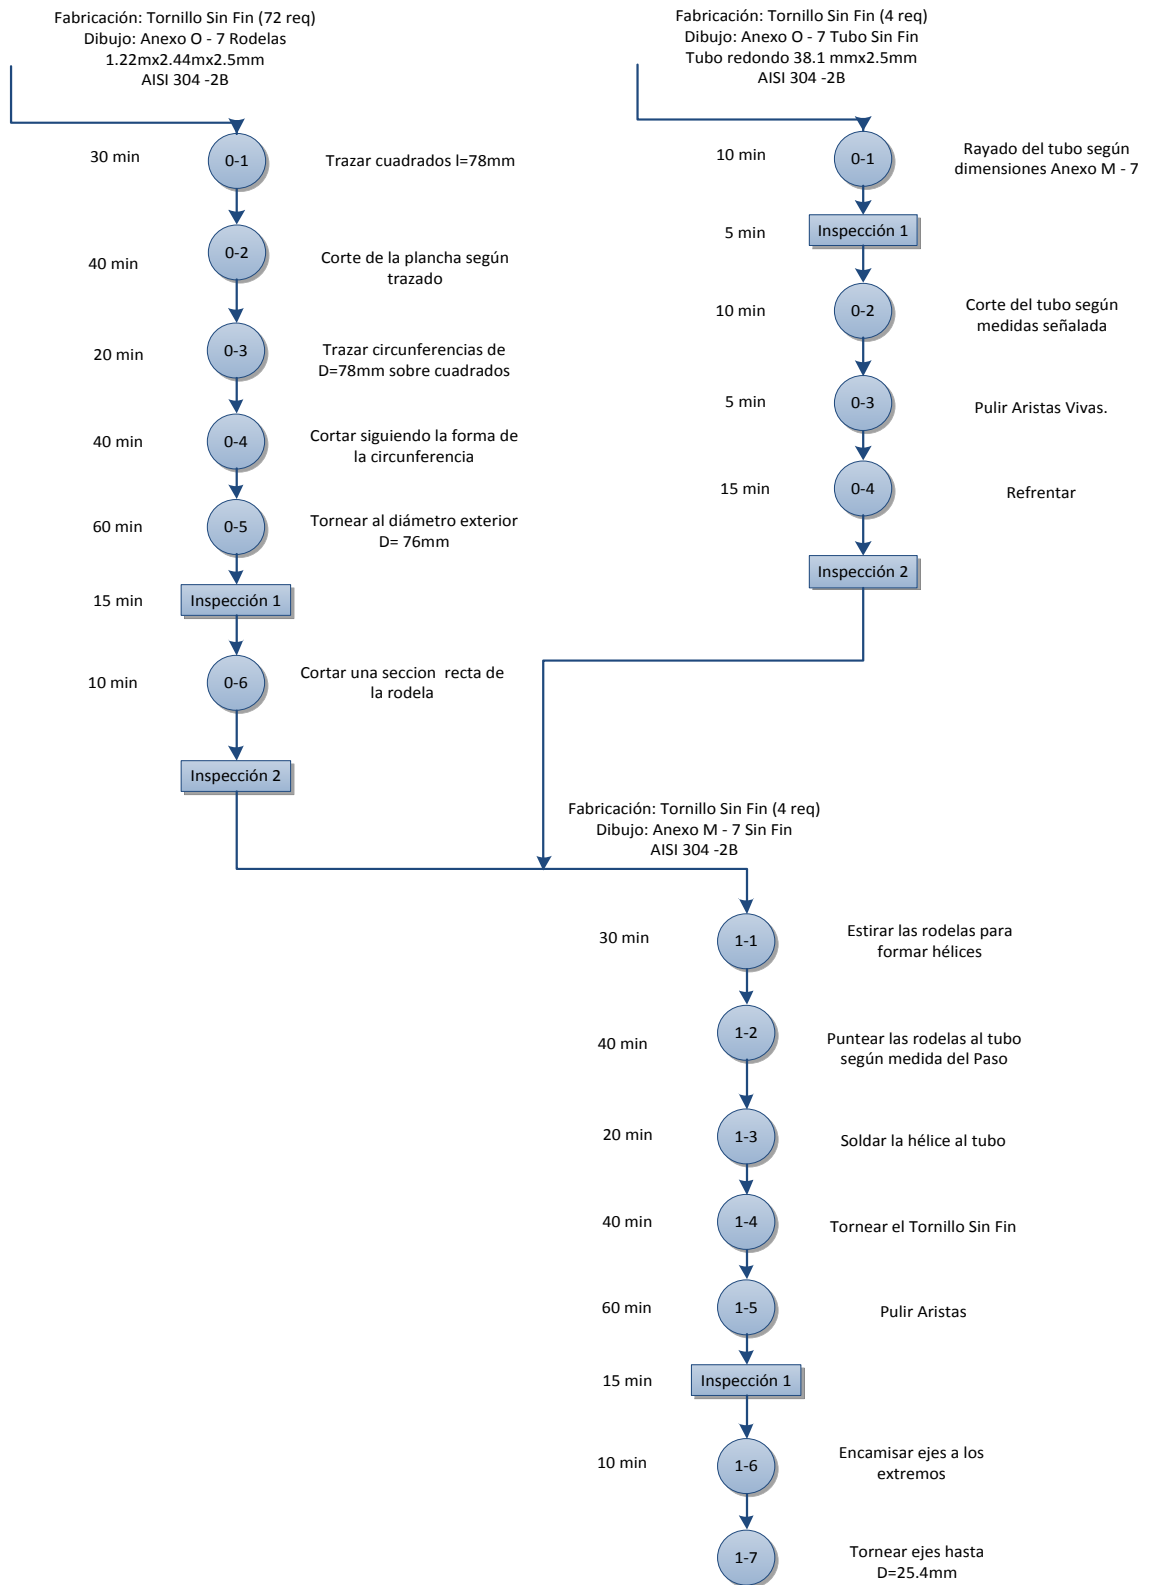 Fabricación: Tornillo Sin Fin (72 req)
Dibujo: Anexo O - 7 Rodelas
1.22mx2.44mx2.5mm
AISI 304 -2B
30 min
0-1
Trazar cuadrados l=78mm
40 min
0-2
Corte de la plancha según
trazado
20 min
0-3
Trazar circunferencias de
D=78mm sobre cuadrados
40 min
0-4
Cortar siguiendo la forma de
la circunferencia
60 min
0-5
Tornear al diámetro exterior
D= 76mm
15 min
Inspección 1
10 min
0-6
Cortar una seccion  recta de
la rodela
Inspección 2
Fabricación: Tornillo Sin Fin (4 req)
Dibujo: Anexo O - 7 Tubo Sin Fin
Tubo redondo 38.1 mmx2.5mm
AISI 304 -2B
10 min
0-1
Rayado del tubo según
dimensiones Anexo M - 7
5 min
Inspección 1
10 min
0-2
Corte del tubo según
medidas señalada
5 min
0-3
Pulir Aristas Vivas.
15 min
0-4
Refrentar
Inspección 2
Fabricación: Tornillo Sin Fin (4 req)
Dibujo: Anexo M - 7 Sin Fin
AISI 304 -2B
30 min
1-1
Estirar las rodelas para
formar hélices
40 min
1-2
Puntear las rodelas al tubo
según medida del Paso
20 min
1-3
Soldar la hélice al tubo
40 min
1-4
Tornear el Tornillo Sin Fin
60 min
1-5
Pulir Aristas
15 min
Inspección 1
10 min
1-6
Encamisar ejes a los
extremos
1-7
Tornear ejes hasta
D=25.4mm